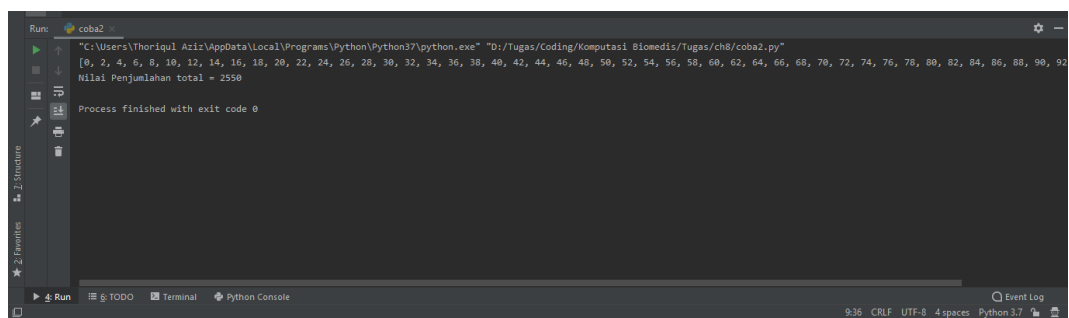 Run: coba2
"C:\Users\Thoriqul Aziz\AppData\Local\Programs\Python\Python37\python.exe" "D:/Tugas/Coding/Komputasi Biomedis/Tugas/ch8/coba2.py"
[0, 2, 4, 6, 8, 10, 12, 14, 16, 18, 20, 22, 24, 26, 28, 30, 32, 34, 36, 38, 40, 42, 44, 46, 48, 50, 52, 54, 56, 58, 60, 62, 64, 66, 68, 70, 72, 74, 76, 78, 80, 82, 84, 86, 88, 90, 92
Nilai Penjumlahan total = 2550
Process finished with exit code 0
7: Structure
2: Favorites
4: Run 6: TODO Terminal Python Console Event Log
9:36 CRLF UTF-8 4 spaces Python 3.7